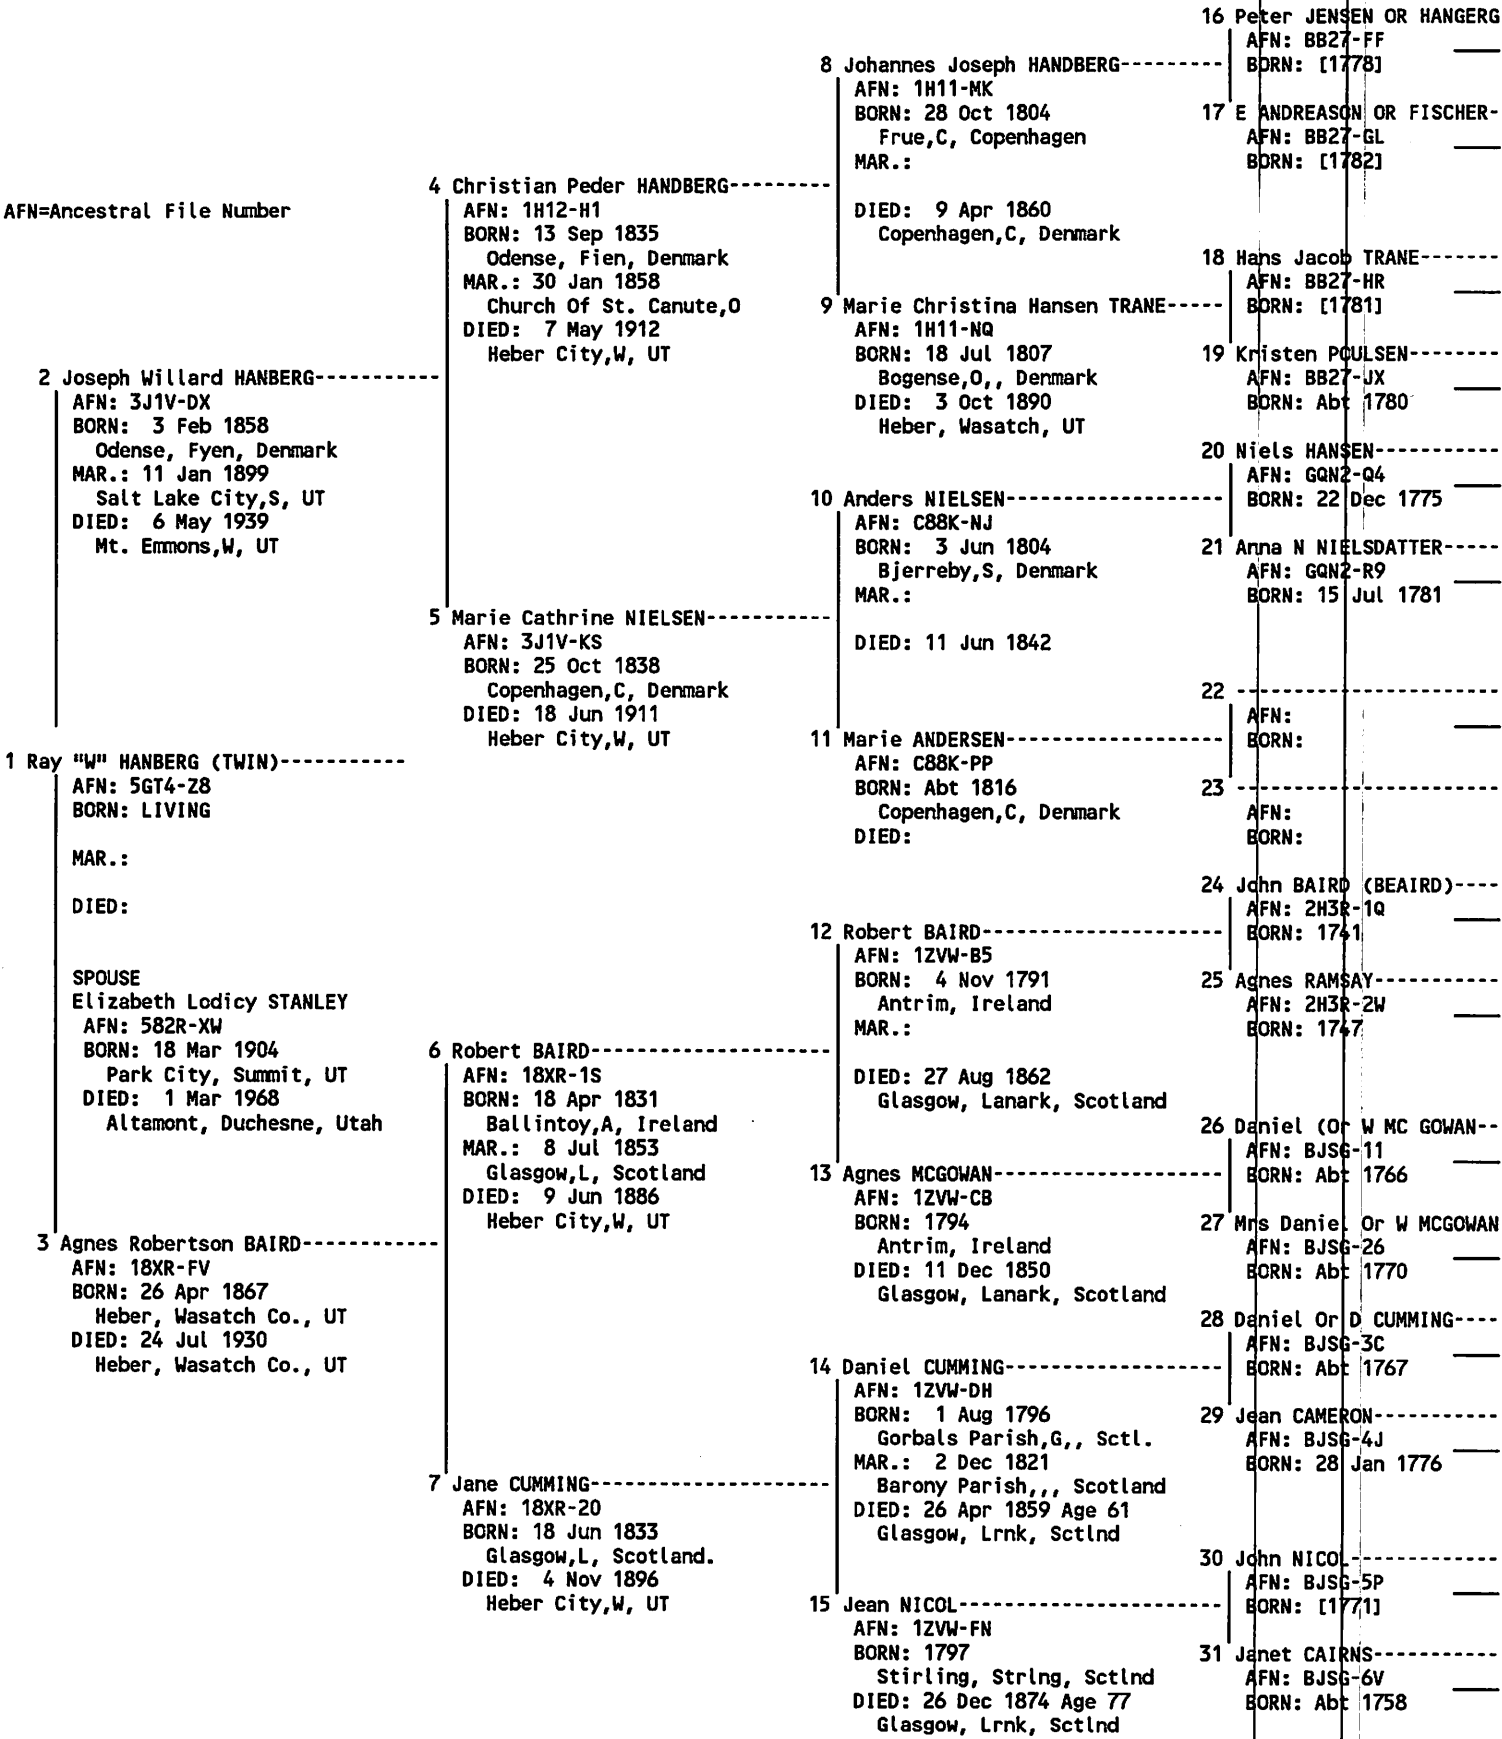 AFN=Ancestral File Number
1 Ray "W" HANBERG (TWIN)-----------
AFN: 5GT4-Z8
BORN: LIVING
MAR.:
DIED:
SPOUSE
Elizabeth Lodicy STANLEY
AFN: 582R-XW
BORN: 18 Mar 1904
Park City, Summit, UT
DIED: 1 Mar 1968
Altamont, Duchesne, Utah
2 Joseph Willard HANBERG-----------
AFN: 3J1V-DX
BORN: 3 Feb 1858
Odense, Fyen, Denmark
MAR.: 11 Jan 1899
Salt Lake City,S, UT
DIED: 6 May 1939
Mt. Emmons,W, UT
3 Agnes Robertson BAIRD------------
AFN: 18XR-FV
BORN: 26 Apr 1867
Heber, Wasatch Co., UT
DIED: 24 Jul 1930
Heber, Wasatch Co., UT
4 Christian Peder HANDBERG---------
AFN: 1H12-H1
BORN: 13 Sep 1835
Odense, Fien, Denmark
MAR.: 30 Jan 1858
Church Of St. Canute,O
DIED: 7 May 1912
Heber City,W, UT
5 Marie Cathrine NIELSEN-----------
AFN: 3J1V-KS
BORN: 25 Oct 1838
Copenhagen,C, Denmark
DIED: 18 Jun 1911
Heber City,W, UT
6 Robert BAIRD--------------------
AFN: 18XR-1S
BORN: 18 Apr 1831
Ballintoy,A, Ireland
MAR.: 8 Jul 1853
Glasgow,L, Scotland
DIED: 9 Jun 1886
Heber City,W, UT
7 Jane CUMMING--------------------
AFN: 18XR-20
BORN: 18 Jun 1833
Glasgow,L, Scotland.
DIED: 4 Nov 1896
Heber City,W, UT
8 Johannes Joseph HANDBERG---------
AFN: 1H11-MK
BORN: 28 Oct 1804
Frue,C, Copenhagen
MAR.:
DIED: 9 Apr 1860
Copenhagen,C, Denmark
9 Marie Christina Hansen TRANE-----
AFN: 1H11-NQ
BORN: 18 Jul 1807
Bogense,O,, Denmark
DIED: 3 Oct 1890
Heber, Wasatch, UT
10 Anders NIELSEN------------------
AFN: C88K-NJ
BORN: 3 Jun 1804
Bjerreby,S, Denmark
MAR.:
DIED: 11 Jun 1842
11 Marie ANDERSEN------------------
AFN: C88K-PP
BORN: Abt 1816
Copenhagen,C, Denmark
DIED:
12 Robert BAIRD--------------------
AFN: 1ZVW-B5
BORN: 4 Nov 1791
Antrim, Ireland
MAR.:
DIED: 27 Aug 1862
Glasgow, Lanark, Scotland
13 Agnes MCGOWAN-------------------
AFN: 1ZVW-CB
BORN: 1794
Antrim, Ireland
DIED: 11 Dec 1850
Glasgow, Lanark, Scotland
14 Daniel CUMMING------------------
AFN: 1ZVW-DH
BORN: 1 Aug 1796
Gorbals Parish,G,, Sctl.
MAR.: 2 Dec 1821
Barony Parish,,, Scotland
DIED: 26 Apr 1859 Age 61
Glasgow, Lrnk, Sctlnd
15 Jean NICOL----------------------
AFN: 1ZVW-FN
BORN: 1797
Stirling, Strlng, Sctlnd
DIED: 26 Dec 1874 Age 77
Glasgow, Lrnk, Sctlnd
16 Peter JENSEN OR HANGERG
AFN: BB27-FF
BORN: [1778]
17 E ANDREASON OR FISCHER-
AFN: BB27-GL
BORN: [1782]
18 Hans Jacob TRANE-------
AFN: BB27-HR
BORN: [1781]
19 Kristen POULSEN--------
AFN: BB27-JX
BORN: Abt 1780
20 Niels HANSEN-----------
AFN: GQN2-Q4
BORN: 22 Dec 1775
21 Anna N NIELSDATTER-----
AFN: GQN2-R9
BORN: 15 Jul 1781
22 ----------------------
AFN:
BORN:
23 ----------------------
AFN:
BORN:
24 John BAIRD (BEAIRD)----
AFN: 2H3R-1Q
BORN: 1741
25 Agnes RAMSAY-----------
AFN: 2H3R-2W
BORN: 1747
26 Daniel (Or W MC GOWAN--
AFN: BJSG-11
BORN: Abt 1766
27 Mrs Daniel Or W MCGOWAN
AFN: BJSG-26
BORN: Abt 1770
28 Daniel Or D CUMMING----
AFN: BJSG-3C
BORN: Abt 1767
29 Jean CAMERON-----------
AFN: BJSG-4J
BORN: 28 Jan 1776
30 John NICOL-------------
AFN: BJSG-5P
BORN: [1771]
31 Janet CAIRNS-----------
AFN: BJSG-6V
BORN: Abt 1758